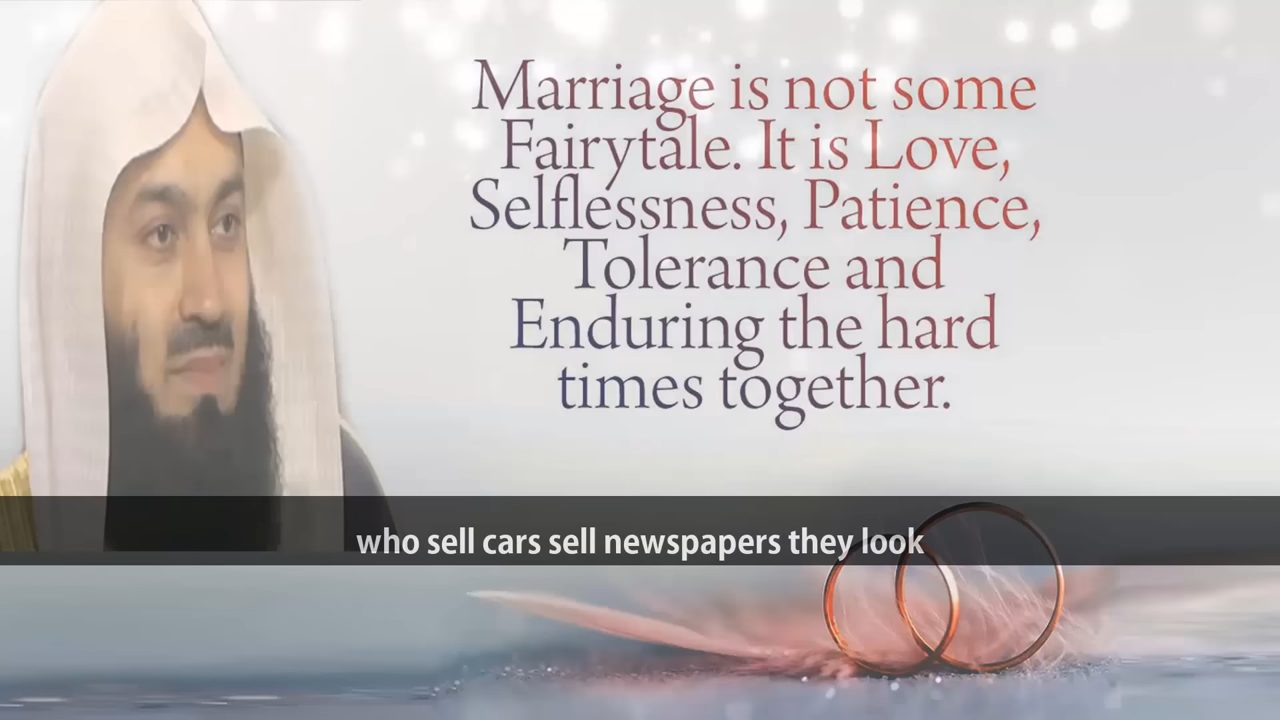 Marriage is not some
Fairytale. It is Love,
Selflessness, Patience,
Tolerance and
Enduring the hard
times together.
who sell cars sell newspapers they look